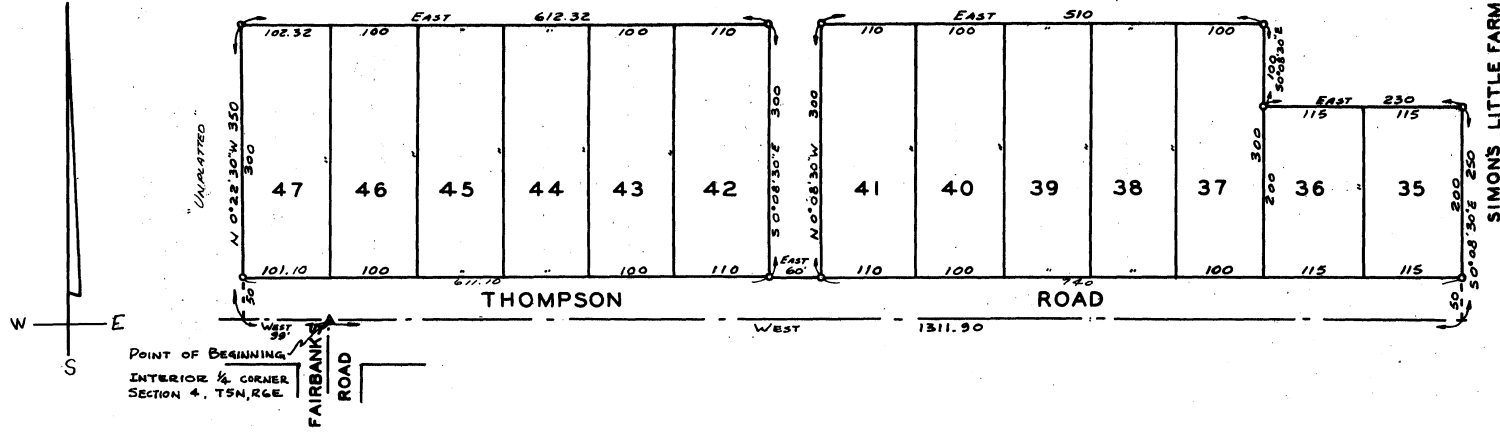 EAST 612.32
102.32 100 " " 100 110
EAST 510
110 100 " " 100
100
S0°08'30"E
EAST 230
115 115
"UNPLATTED"
N 0°22'30"W 350
300
" " " " "
S 0°08'30"E 300
N 0°08'30"W 300
" " " "
300
200
"
200
S0°08'30"E 250
SIMON'S LITTLE FARM
47 46 45 44 43 42
41 40 39 38 37 36 35
101.10 100 " " 100 110
611.10
EAST
60'
110 100 " " 100 115 115
740
50
THOMPSON ROAD
50
W E
S
WEST
99'
WEST 1311.90
POINT OF BEGINNING
INTERIOR ¼ CORNER
SECTION 4, T5N, R6E
FAIRBANK
ROAD